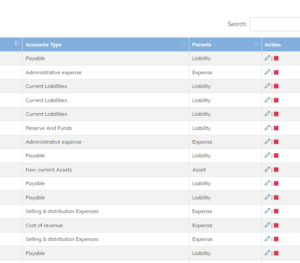 Search:
Accounts Type Parents Action
Payable Liability
Administrative expense Expense
Current Liabilities Liability
Current Liabilities Liability
Current Liabilities Liability
Reserve And Funds Liability
Administrative expense Expense
Payable Liability
Non-current Assets Asset
Payable Liability
Payable Liability
Selling & distribution Expenses Expense
Cost of revenue Expense
Selling & distribution Expenses Expense
Payable Liability